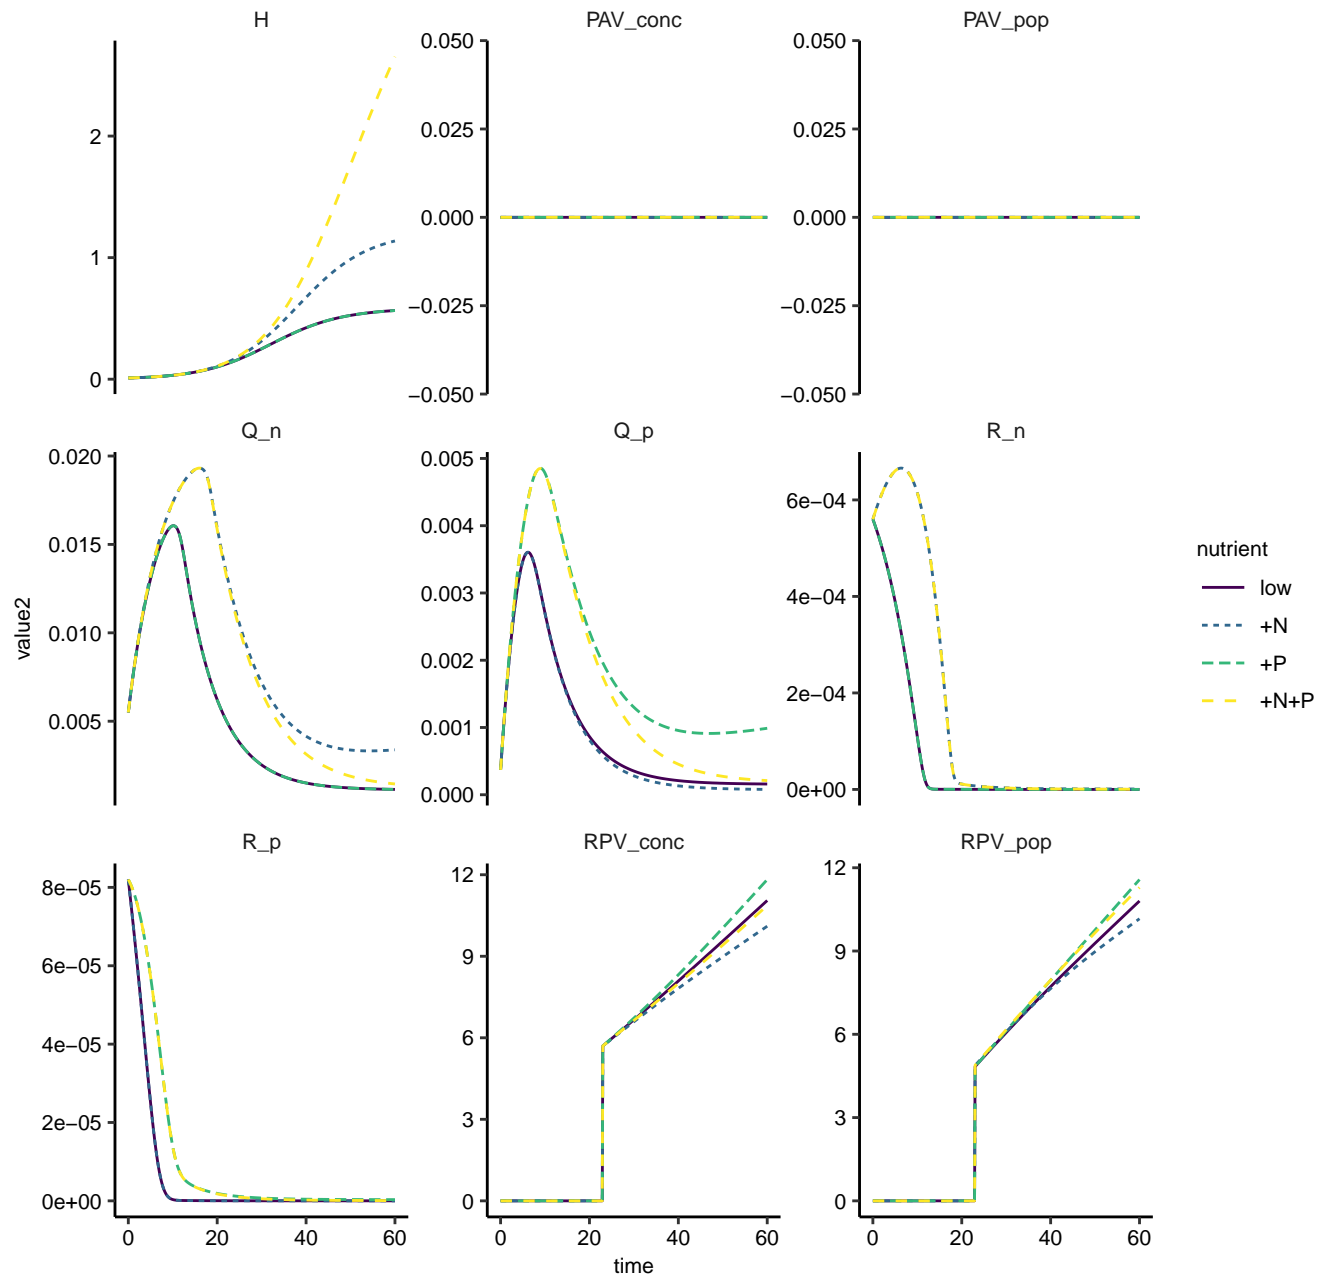 H
PAV_conc
PAV_pop
2
1
0
0.050
0.025
0.000
−0.025
−0.050
0.050
0.025
0.000
−0.025
−0.050
Q_n
Q_p
R_n
0.020
0.015
0.010
0.005
0.005
0.004
0.003
0.002
0.001
0.000
6e−04
4e−04
2e−04
0e+00
R_p
RPV_conc
RPV_pop
8e−05
6e−05
4e−05
2e−05
0e+00
12
9
6
3
0
12
9
6
3
0
0 20 40 60
0 20 40 60
0 20 40 60
time
value2
nutrient
low
+N
+P
+N+P